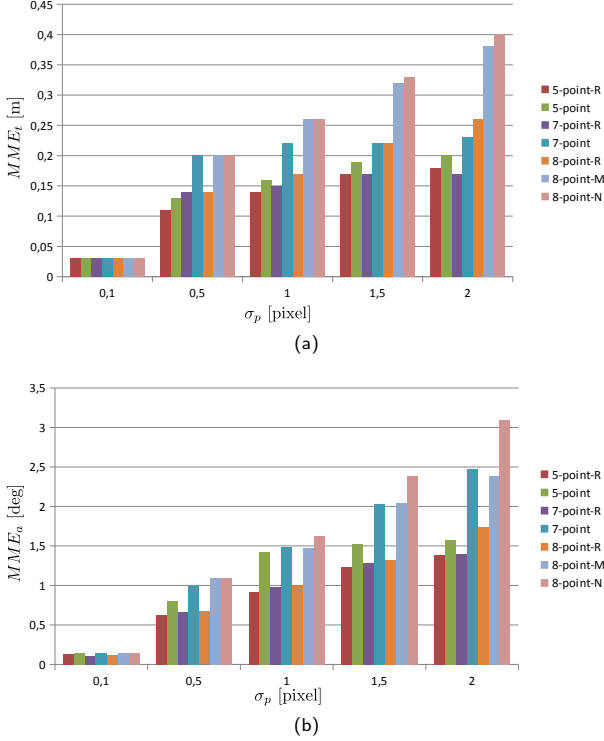 0,45
0,4
0,35
0,3
0,25
0,2
0,15
0,1
0,05
0
MME_t [m]
0,1 0,5 1 1,5 2
σ_p [pixel]
5-point-R
5-point
7-point-R
7-point
8-point-R
8-point-M
8-point-N
(a)
3,5
3
2,5
2
1,5
1
0,5
0
MME_a [deg]
0,1 0,5 1 1,5 2
σ_p [pixel]
5-point-R
5-point
7-point-R
7-point
8-point-R
8-point-M
8-point-N
(b)